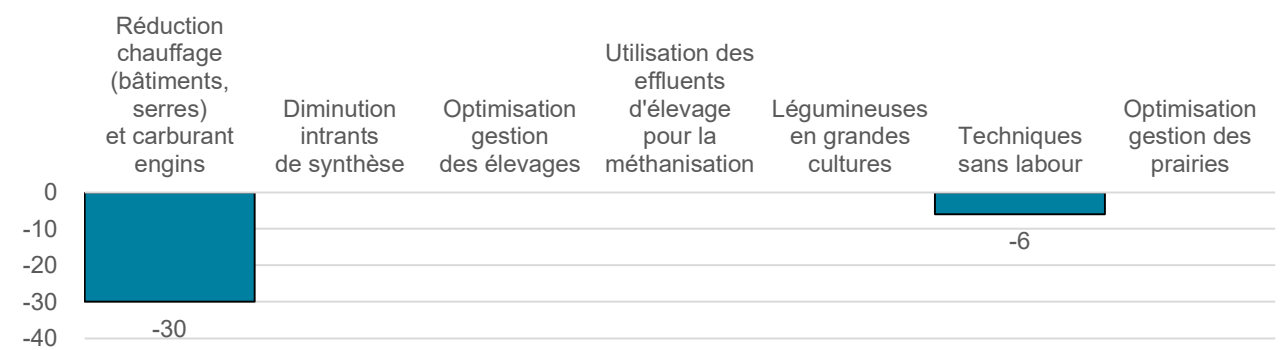 Réduction
chauffage
(bâtiments,
serres)
et carburant
engins
Diminution
intrants
de synthèse
Optimisation
gestion
des élevages
Utilisation des
effluents
d'élevage
pour la
méthanisation
Légumineuses
en grandes
cultures
Techniques
sans labour
Optimisation
gestion des
prairies
0
-10
-20
-30
-40
-30
-6